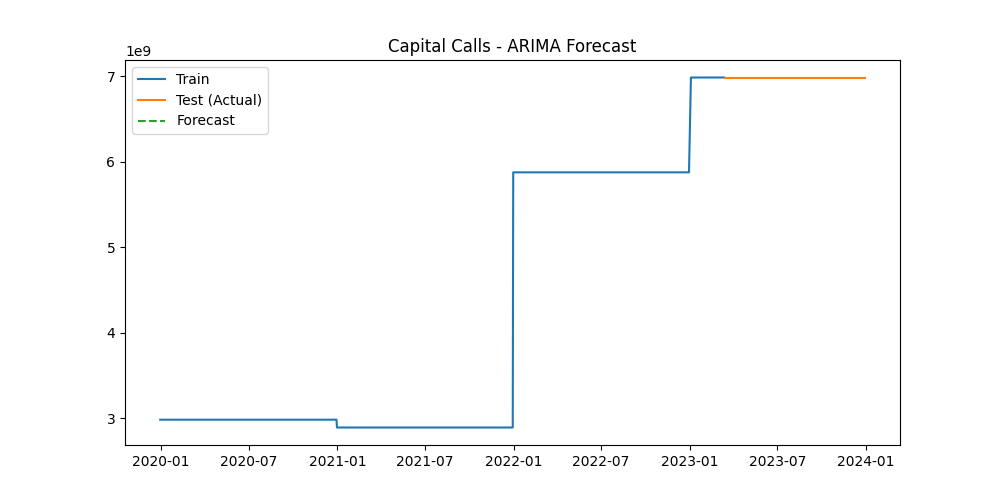 Capital Calls - ARIMA Forecast
1e9
Train
Test (Actual)
Forecast
7
6
5
4
3
2020-01 2020-07 2021-01 2021-07 2022-01 2022-07 2023-01 2023-07 2024-01